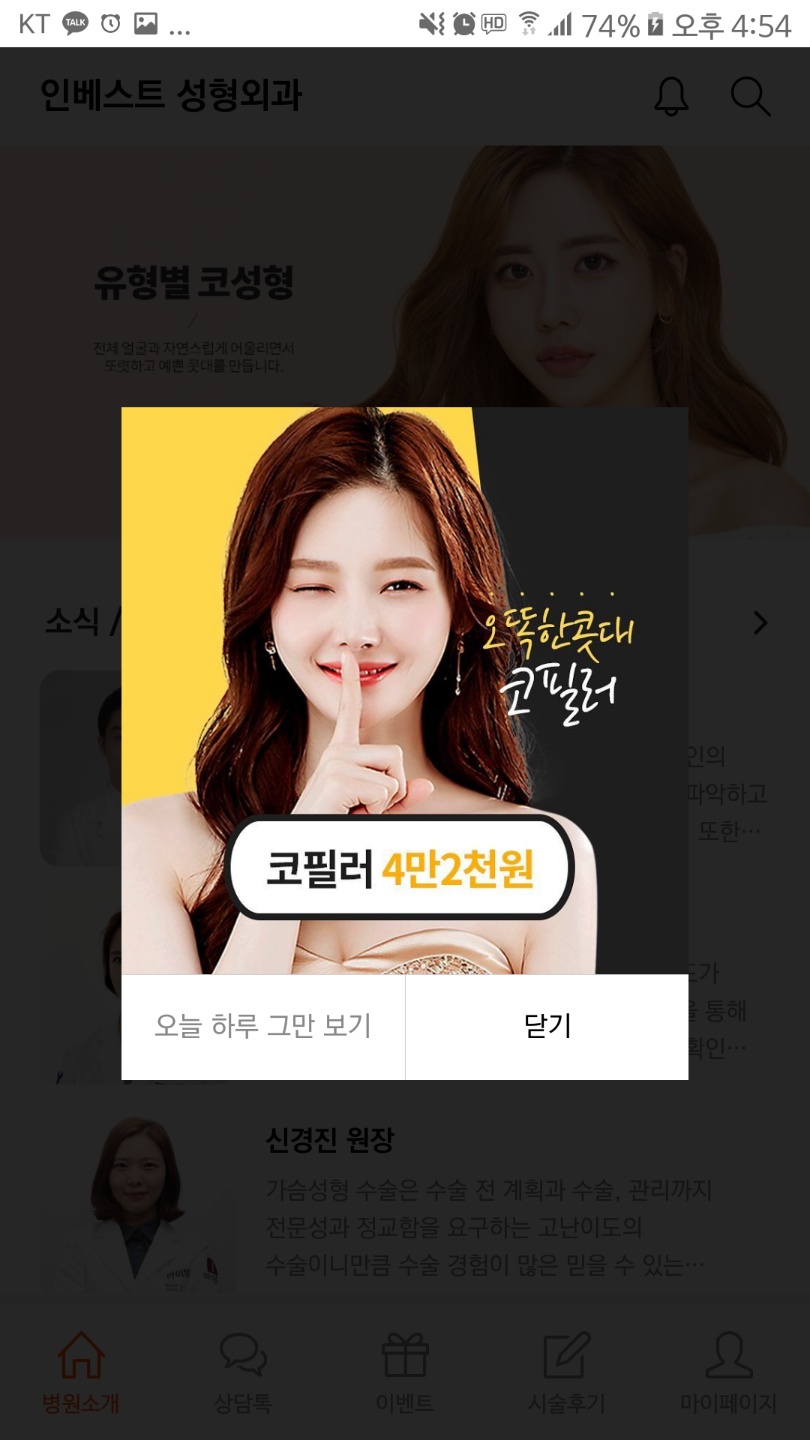 KT TALK ... HD 74% 오후 4:54
인베스트 성형외과
유형별 코성형
전체 얼굴과 자연스럽게 어울리면서
또렷하고 예쁜 콧대를 만듭니다.
오똑한콧대
코필러
코필러 4만2천원
소식 /
인의
파악하고
또한…
도가
을 통해
확인…
오늘 하루 그만 보기
닫기
신경진 원장
가슴성형 수술은 수술 전 계획과 수술, 관리까지
전문성과 정교함을 요구하는 고난이도의
수술이니만큼 수술 경험이 많은 믿을 수 있는…
병원소개
상담톡
이벤트
시술후기
마이페이지